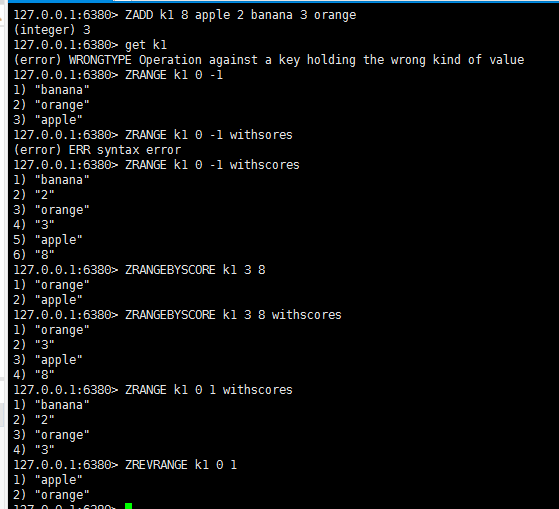 127.0.0.1:6380> ZADD k1 8 apple 2 banana 3 orange
(integer) 3
127.0.0.1:6380> get k1
(error) WRONGTYPE Operation against a key holding the wrong kind of value
127.0.0.1:6380> ZRANGE k1 0 -1
1) "banana"
2) "orange"
3) "apple"
127.0.0.1:6380> ZRANGE k1 0 -1 withsores
(error) ERR syntax error
127.0.0.1:6380> ZRANGE k1 0 -1 withscores
1) "banana"
2) "2"
3) "orange"
4) "3"
5) "apple"
6) "8"
127.0.0.1:6380> ZRANGEBYSCORE k1 3 8
1) "orange"
2) "apple"
127.0.0.1:6380> ZRANGEBYSCORE k1 3 8 withscores
1) "orange"
2) "3"
3) "apple"
4) "8"
127.0.0.1:6380> ZRANGE k1 0 1 withscores
1) "banana"
2) "2"
3) "orange"
4) "3"
127.0.0.1:6380> ZREVRANGE k1 0 1
1) "apple"
2) "orange"
127.0.0.1:6380>